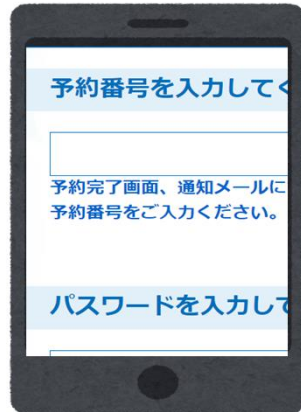 予約番号を入力してく
予約完了画面、通知メールに
予約番号をご入力ください。
パスワードを入力して